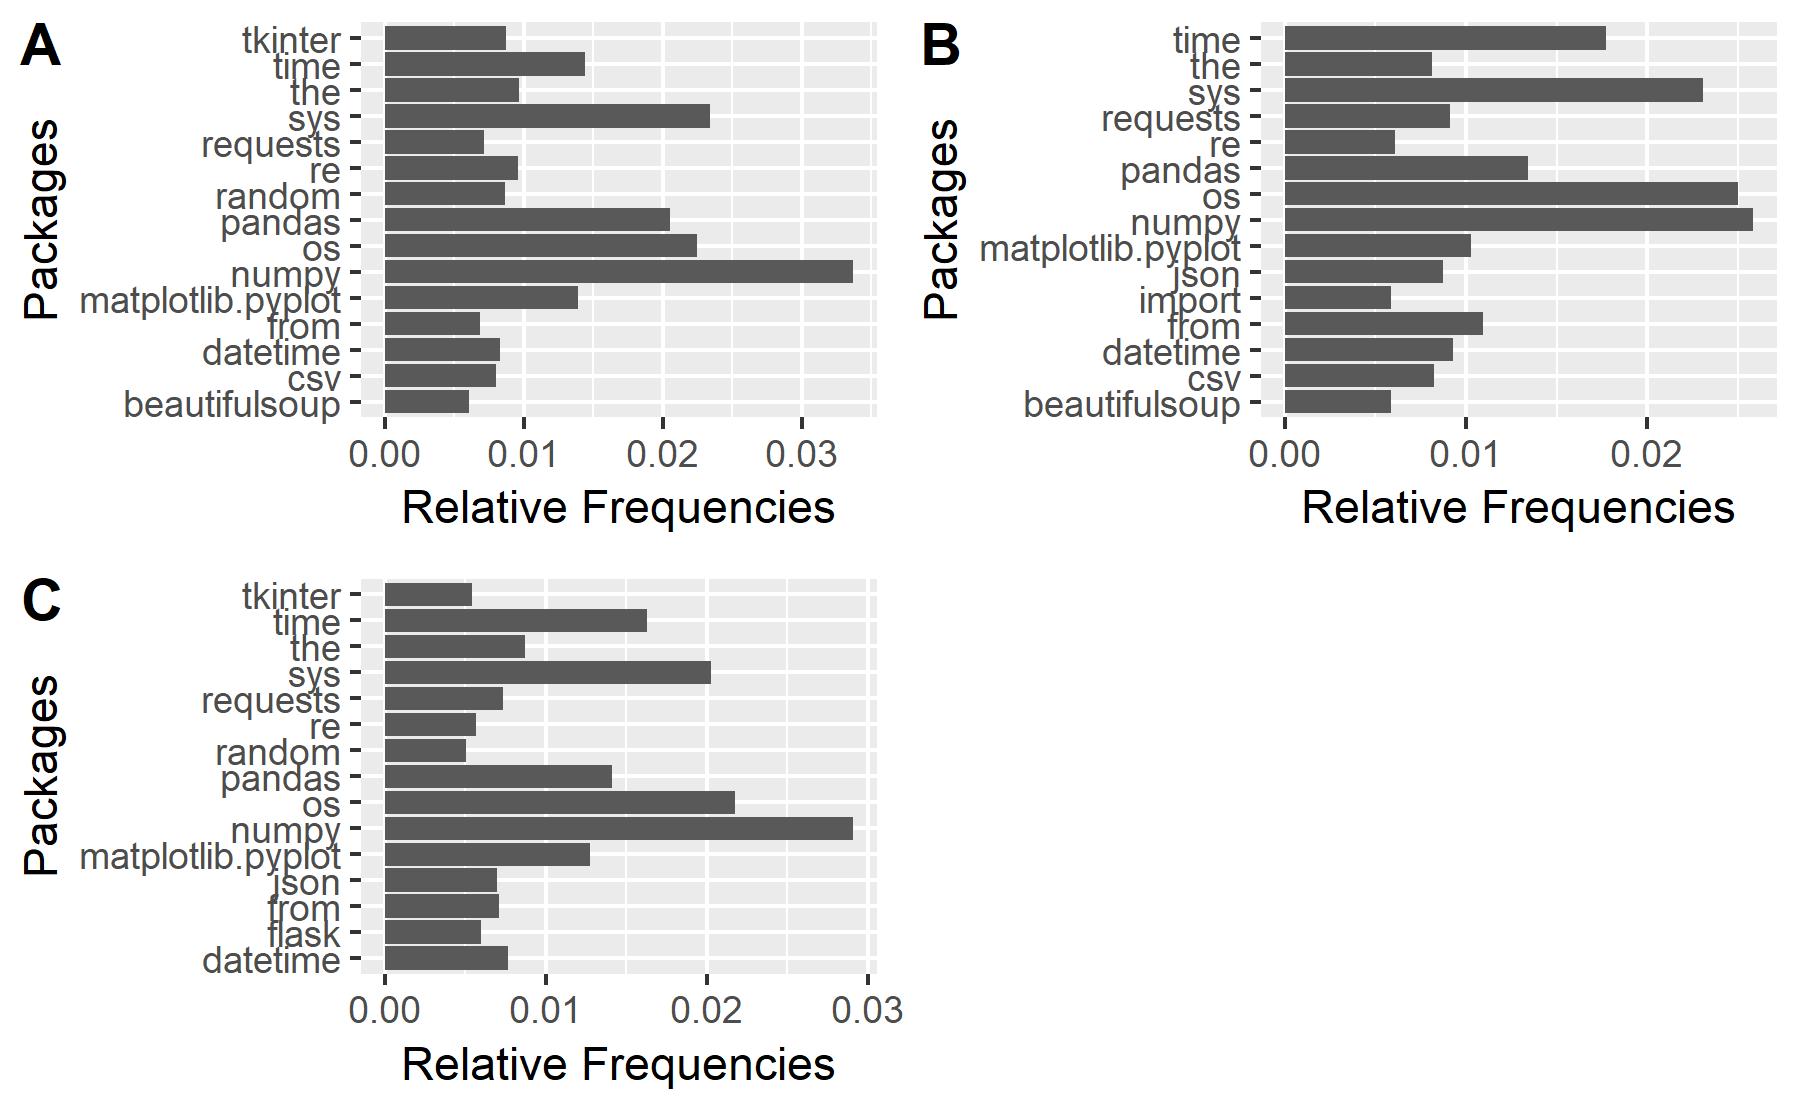 A
Packages
tkinter
time
the
sys
requests
re
random
pandas
os
numpy
matplotlib.pyplot
from
datetime
csv
beautifulsoup
0.00 0.01 0.02 0.03
Relative Frequencies
B
Packages
time
the
sys
requests
re
pandas
os
numpy
matplotlib.pyplot
json
import
from
datetime
csv
beautifulsoup
0.00 0.01 0.02
Relative Frequencies
C
Packages
tkinter
time
the
sys
requests
re
random
pandas
os
numpy
matplotlib.pyplot
json
from
flask
datetime
0.00 0.01 0.02 0.03
Relative Frequencies